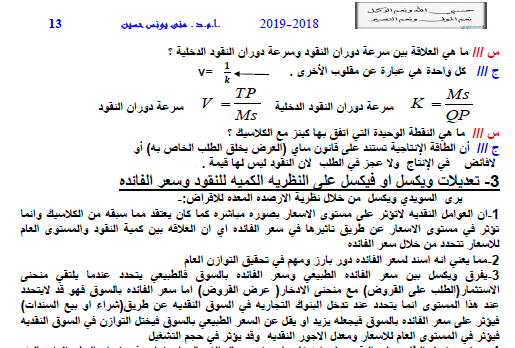 حسبي الله ونعم الوكيل
نعم المولى ونعم النصير
2018-2019 ا.م.د. منى يونس حسين 13
س /// ما هي العلاقة بين سرعة دوران النقود وسرعة دوران النقود الدخلية ؟
ج /// كل واحدة هي عبارة عن مقلوب الأخرى . V= 1/k
K = Ms/QP سرعة دوران النقود الدخلية V = TP/Ms سرعة دوران النقود
س /// ما هي النقطة الوحيدة التي اتفق بها كينز مع الكلاسيك ؟
ج /// أن الطاقة الإنتاجية تستند على قانون ساي (العرض يخلق الطلب الخاص به) أو
لافائض في الإنتاج ولا عجز في الطلب لان النقود ليس لها قيمة .
3- تعديلات ويكسل او فيكسل على النظريه الكميه للنقود وسعر الفائده
يرى السويدي ويكسل من خلال نظرية الارصده المعده للاقراض:-
1-ان العوامل النقديه لاتؤثر على مستوى الاسعار بصوره مباشره كما كان يعتقد مما سبقه من الكلاسيك وانما
تؤثر في مستوى الاسعار عن طريق تاثيرها في سعر الفائده اي ان العلاقه بين كمية النقود والمستوى العام
للاسعار تتحدد من خلال سعر الفائده
2-مما يعني انه اسند لسعر الفائده دور بارز ومهم في تحقيق التوازن العام
3-يفرق ويكسل بين سعر الفائده الطبيعي وسعر الفائده بالسوق فالطبيعي يتحدد عندما يلتقي منحنى
الاستثمار(الطلب على القروض) مع منحنى الادخار( عرض القروض) اما سعر الفائده بالسوق فهو قد لايتحدد
عند هذا المستوى انما يتحدد عند تدخل البنوك التجاريه في السوق النقديه عن طريق(شراء او بيع السندات)
فيؤثر على سعر الفائده بالسوق فيجعله يزيد او يقل عن السعر الطبيعي بالسوق فيختل التوازن في السوق النقديه
فيؤثر في المستوى العام للاسعار ومعدل الاجور النقديه وقد يؤثر في حجم التشغيل